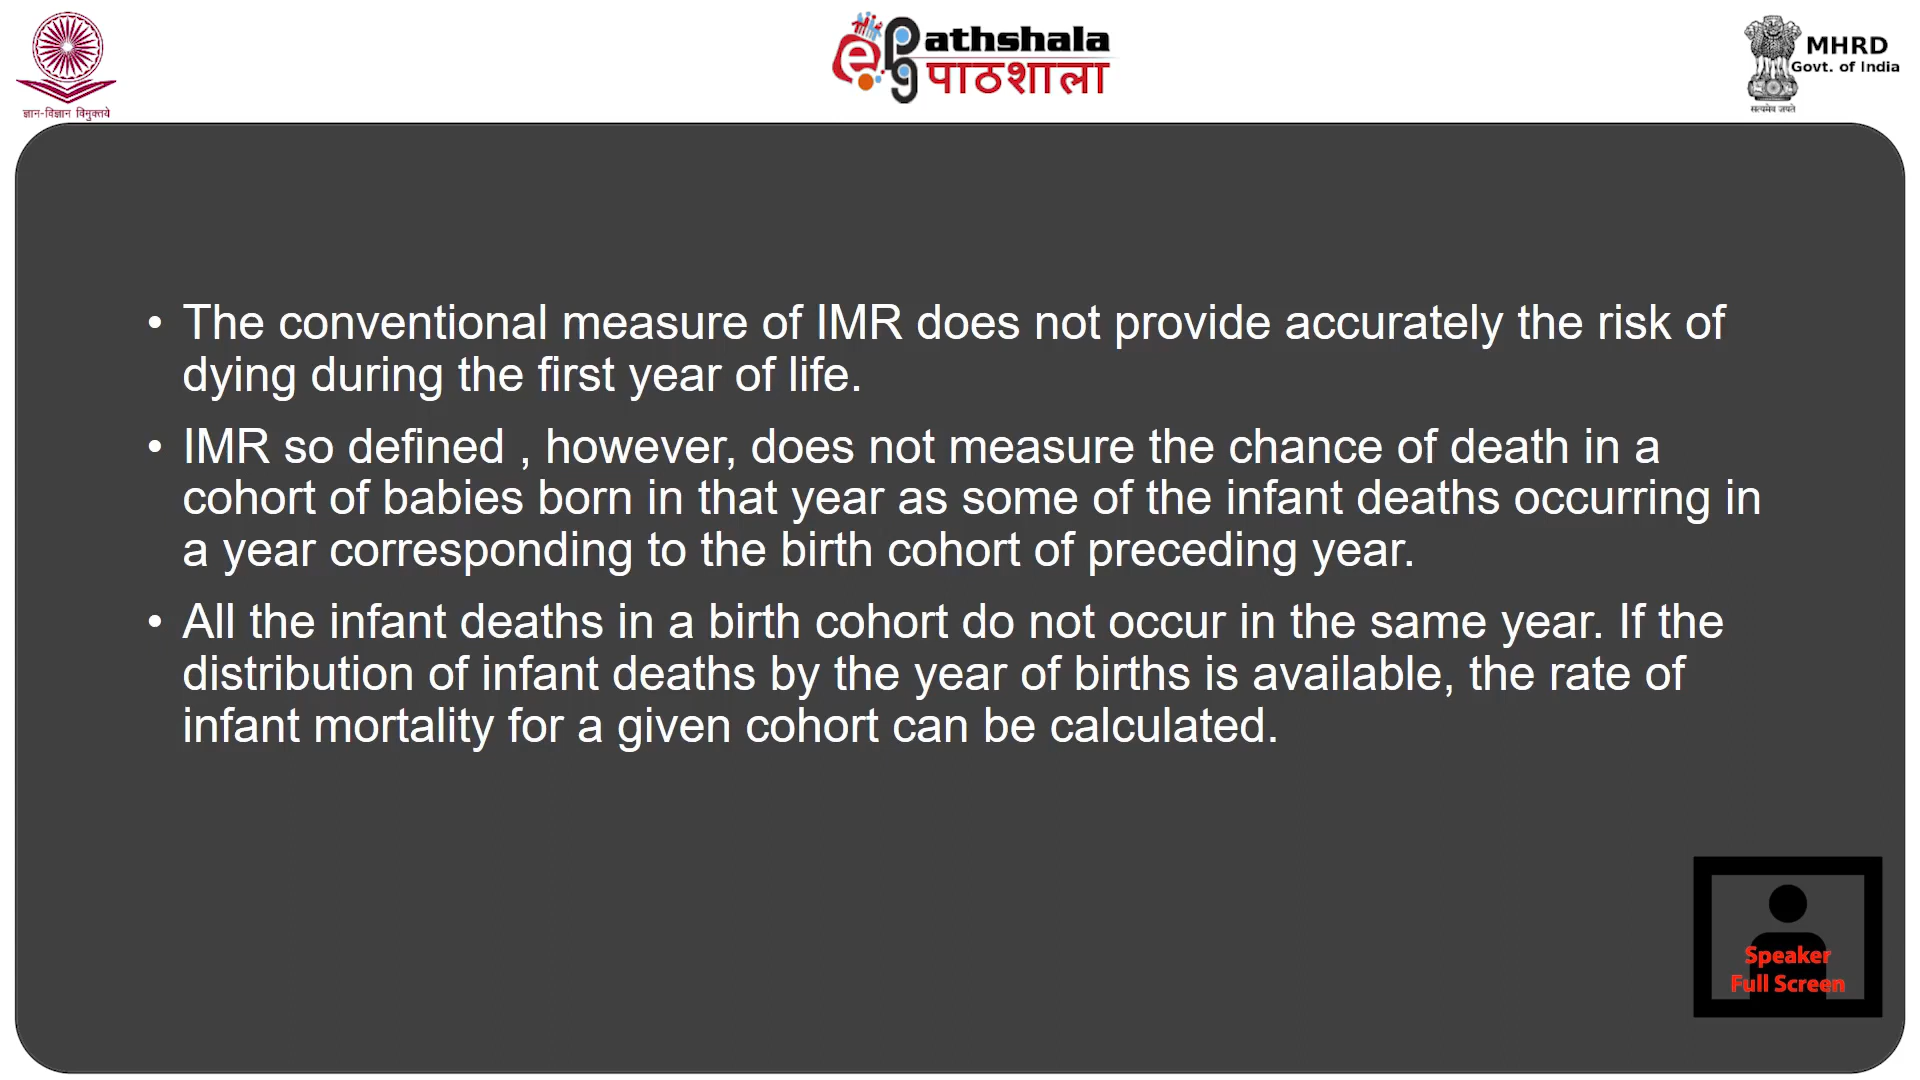 ज्ञान-विज्ञान विमुक्तये
e pg athshala
पाठशाला
MHRD
Govt. of India
सत्यमेव जयते
• The conventional measure of IMR does not provide accurately the risk of
dying during the first year of life.
• IMR so defined , however, does not measure the chance of death in a
cohort of babies born in that year as some of the infant deaths occurring in
a year corresponding to the birth cohort of preceding year.
• All the infant deaths in a birth cohort do not occur in the same year. If the
distribution of infant deaths by the year of births is available, the rate of
infant mortality for a given cohort can be calculated.
Speaker
Full Screen